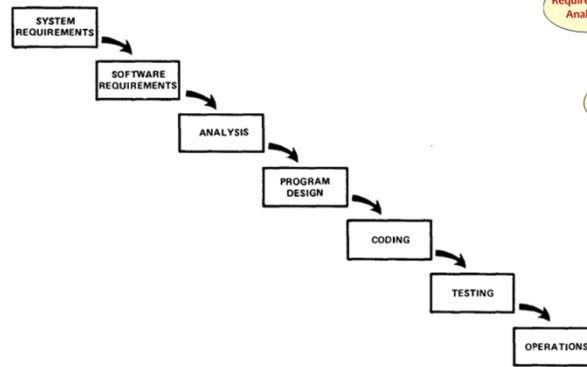 SYSTEM
REQUIREMENTS
SOFTWARE
REQUIREMENTS
ANALYSIS
PROGRAM
DESIGN
CODING
TESTING
OPERATIONS